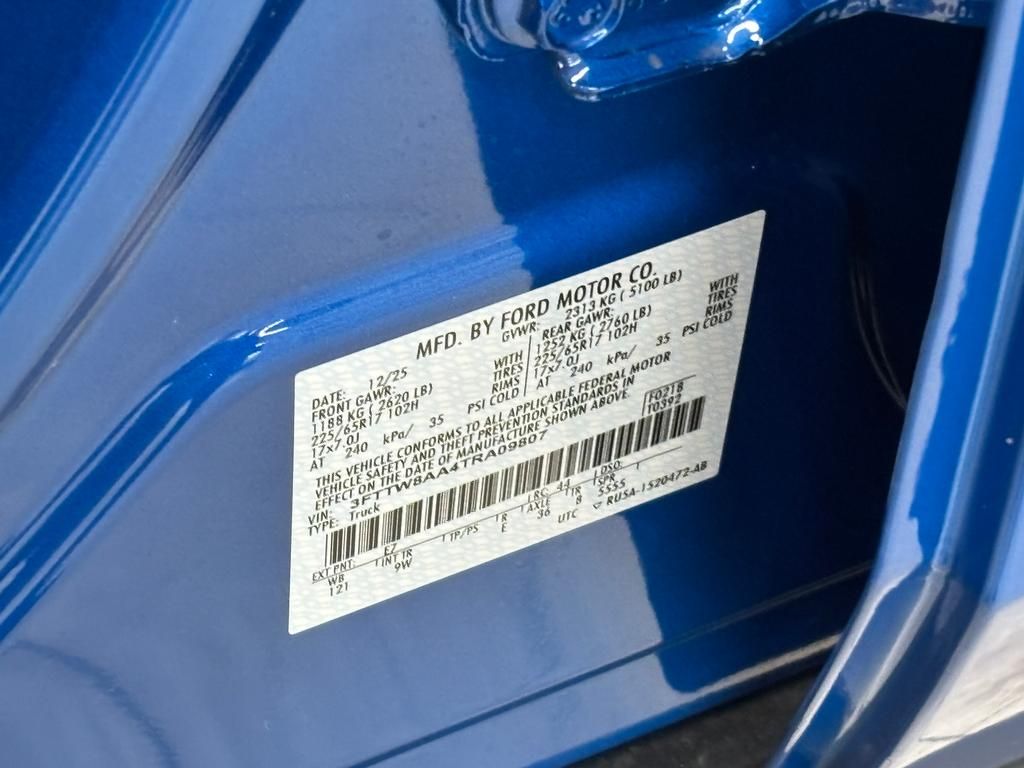 MFD. BY FORD MOTOR CO.
DATE: 12/25 GVWR: 2313 KG ( 5100 LB)
FRONT GAWR: REAR GAWR:
1188 KG (2620 LB) WITH 1252 KG (2760 LB) WITH
225/65R17 102H TIRES 225/65R17 102H TIRES
17x7.0J RIMS 17x7.0J RIMS
AT 240 kPa/ 35 PSI COLD AT 240 kPa/ 35 PSI COLD
THIS VEHICLE CONFORMS TO ALL APPLICABLE FEDERAL MOTOR
VEHICLE SAFETY AND THEFT PREVENTION STANDARDS IN
EFFECT ON THE DATE OF MANUFACTURE SHOWN ABOVE.
VIN: 3FTTW8AA4TRA09807 F0218
TYPE: Truck T0392
EXT PNT: EZ RC: 44 DSO:
WB INT TR TP/PS R AXLE TR SPR
121 9W E 36 8 5555
UTC RU5A-1520472-AB